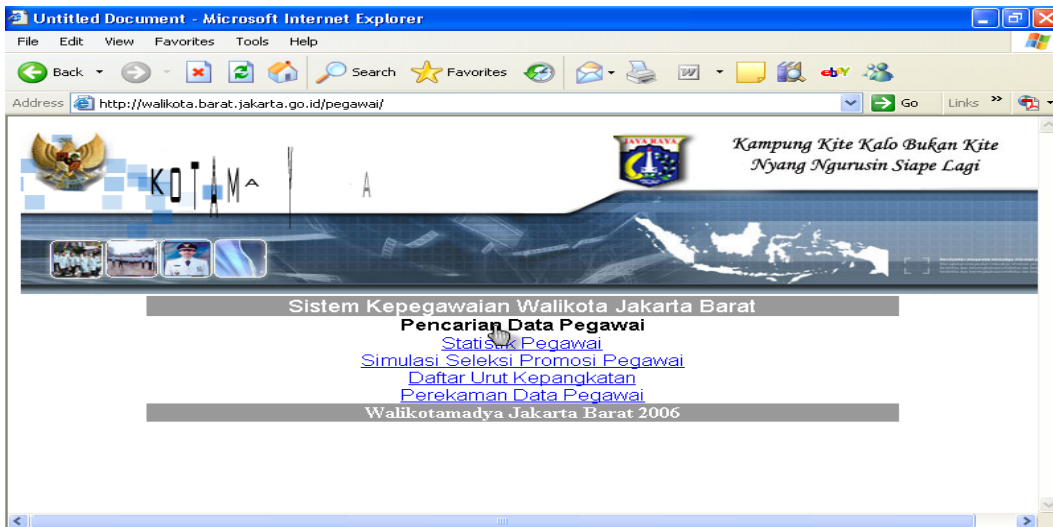 Untitled Document - Microsoft Internet Explorer
File Edit View Favorites Tools Help
Back Search Favorites
Address http://walikota.barat.jakarta.go.id/pegawai/ Go Links »
JAYA RAYA
Kampung Kite Kalo Bukan Kite
Nyang Ngurusin Siape Lagi
KOTAMA A
Sistem Kepegawaian Walikota Jakarta Barat
Pencarian Data Pegawai
Statistik Pegawai
Simulasi Seleksi Promosi Pegawai
Daftar Urut Kepangkatan
Perekaman Data Pegawai
Walikotamadya Jakarta Barat 2006